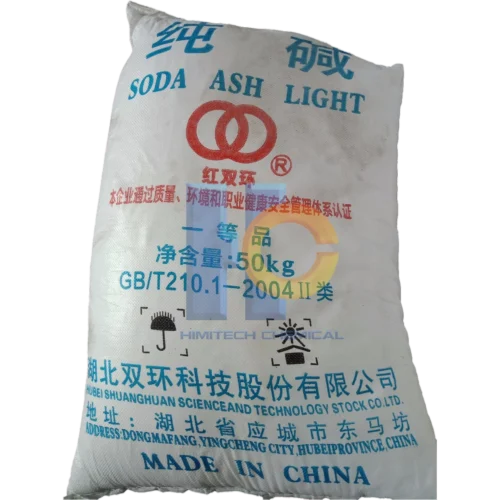 纯碱
SODA ASH LIGHT
®
红双环
本企业通过质量、环境和职业健康安全管理体系认证
一等品
净含量:50kg
GB/T210.1-2004 II 类
HIMITECH CHEMICAL
湖北双环科技股份有限公司
HUBEI SHUANGHUAN SCIENCEAND TECHNOLOGY STOCK CO.LTD.
地址:湖北省应城市东马坊
ADDRESS:DONGMAFANG,YINGCHENG CITY,HUBEIPROVINCE,CHINA
MADE IN CHINA